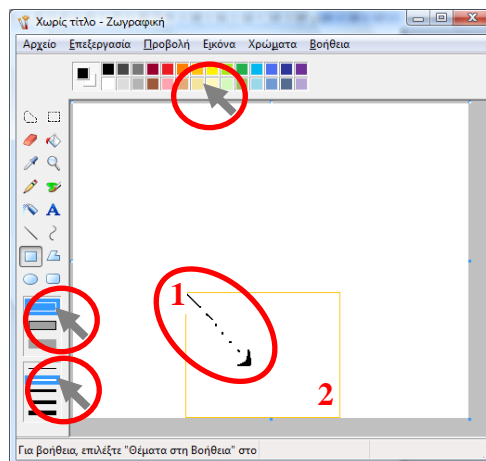 Χωρίς τίτλο - Ζωγραφική
Αρχείο Επεξεργασία Προβολή Εικόνα Χρώματα Βοήθεια
A
1
2
Για βοήθεια, επιλέξτε "Θέματα στη Βοήθεια" στο